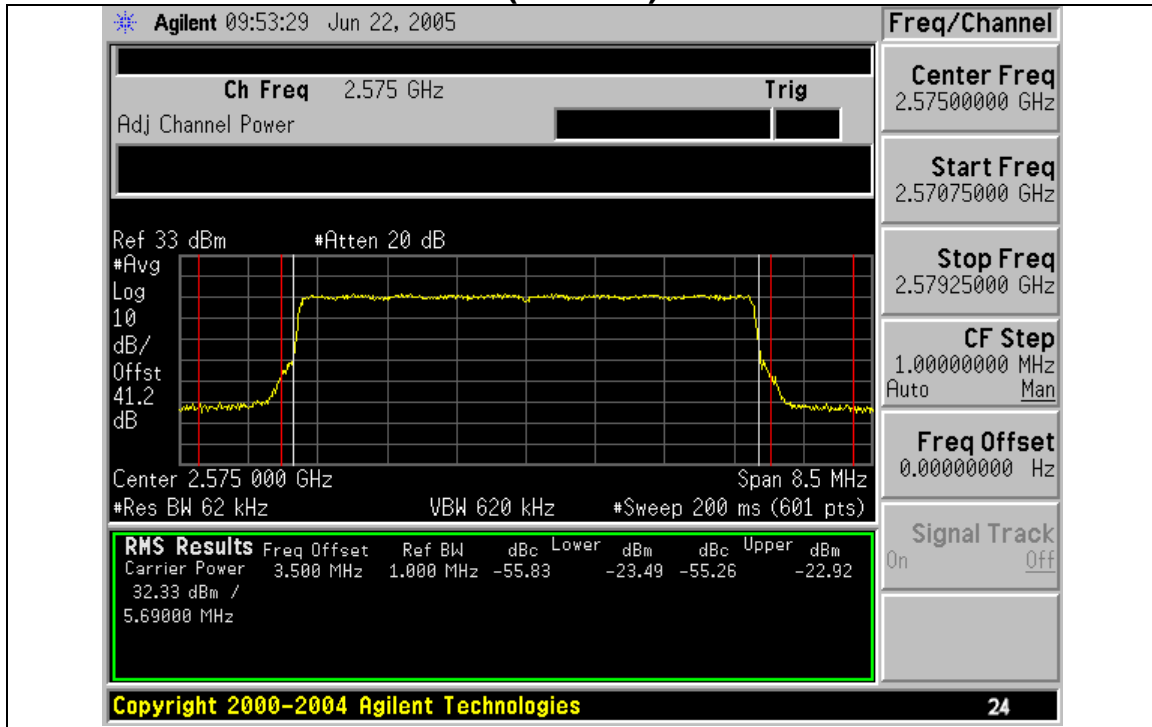 Agilent 09:53:29 Jun 22, 2005
Freq/Channel
Ch Freq 2.575 GHz Trig
Adj Channel Power
Center Freq
2.57500000 GHz
Start Freq
2.57075000 GHz
Stop Freq
2.57925000 GHz
CF Step
1.00000000 MHz
Auto Man
Freq Offset
0.00000000 Hz
Signal Track
On Off
Ref 33 dBm #Atten 20 dB
#Avg
Log
10
dB/
Offst
41.2
dB
Center 2.575 000 GHz Span 8.5 MHz
#Res BW 62 kHz VBW 620 kHz #Sweep 200 ms (601 pts)
RMS Results Freq Offset Ref BW dBc Lower dBm dBc Upper dBm
Carrier Power 3.500 MHz 1.000 MHz -55.83 -23.49 -55.26 -22.92
32.33 dBm /
5.69000 MHz
Copyright 2000-2004 Agilent Technologies
24